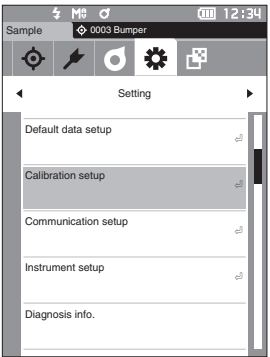 12:34
Sample
0003 Bumper
Setting
Default data setup
Calibration setup
Communication setup
Instrument setup
Diagnosis info.